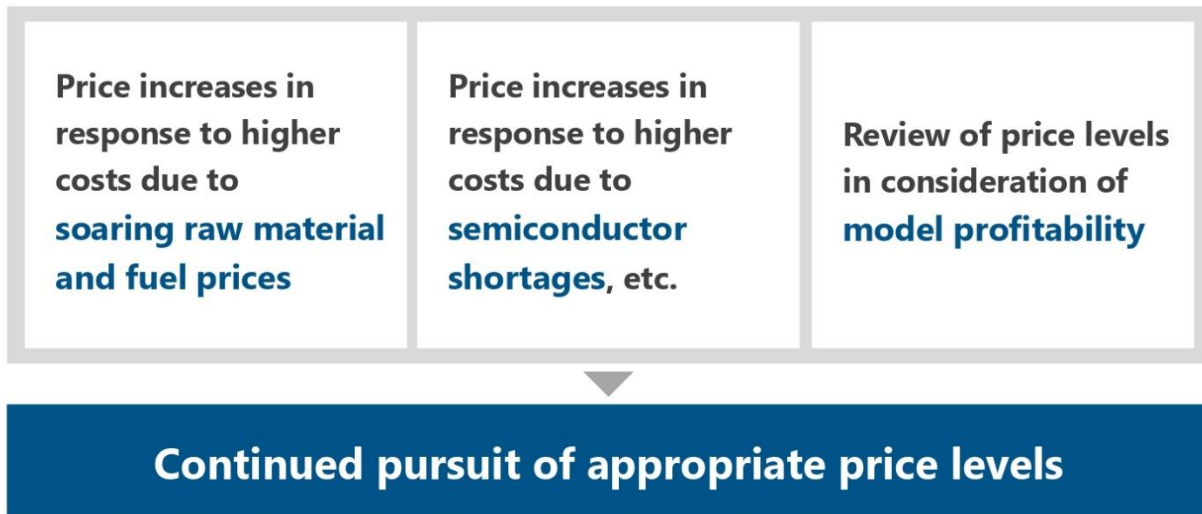 Price increases in
response to higher
costs due to
soaring raw material
and fuel prices
Price increases in
response to higher
costs due to
semiconductor
shortages, etc.
Review of price levels
in consideration of
model profitability
Continued pursuit of appropriate price levels